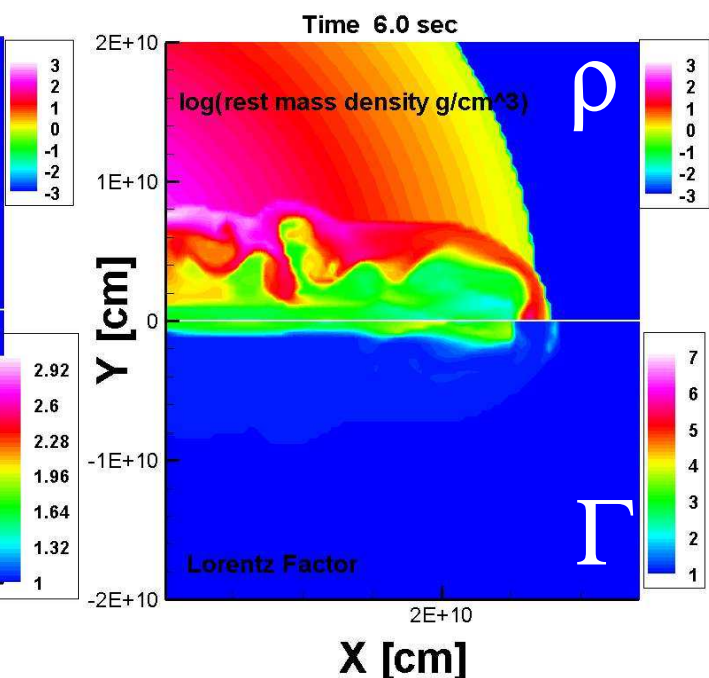 Time 6.0 sec
3
2
1
0
-1
-2
-3
2.92
2.6
2.28
1.96
1.64
1.32
1
Y [cm]
2E+10
1E+10
0
-1E+10
-2E+10
log(rest mass density g/cm^3)
ρ
Lorentz Factor
Γ
2E+10
X [cm]
3
2
1
0
-1
-2
-3
7
6
5
4
3
2
1